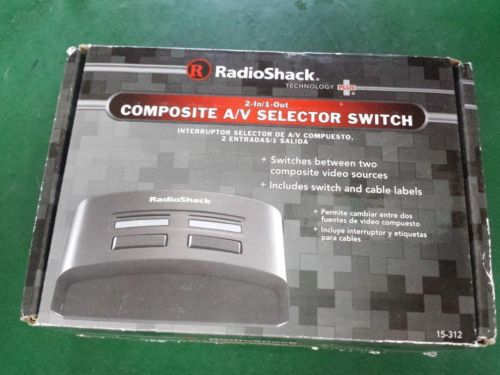 R RadioShack®
TECHNOLOGY PLUS
2-In/1-Out
COMPOSITE A/V SELECTOR SWITCH
INTERRUPTOR SELECTOR DE A/V COMPUESTO,
2 ENTRADAS/1 SALIDA
+ Switches between two
composite video sources
+ Includes switch and cable labels
+ Permite cambiar entre dos
fuentes de video compuesto
+ Incluye interruptor y etiquetas
para cables
RadioShack
15-312